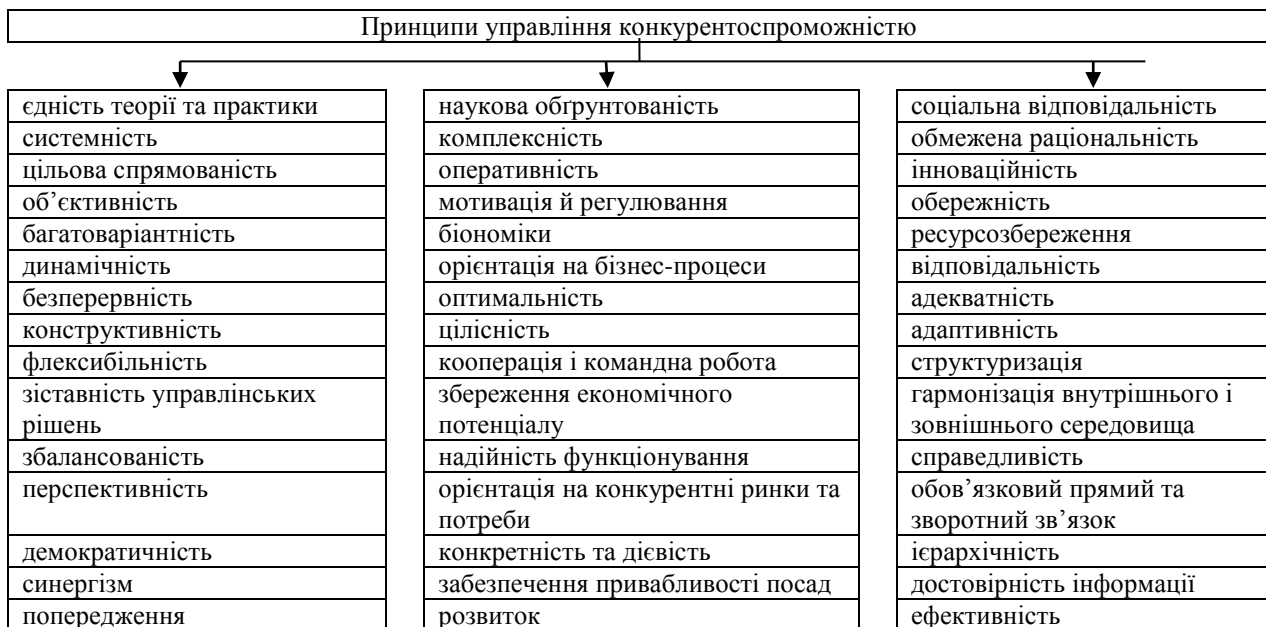 Принципи управління конкурентоспроможністю
єдність теорії та практики
системність
цільова спрямованість
об’єктивність
багатоваріантність
динамічність
безперервність
конструктивність
флексибільність
зіставність управлінських
рішень
збалансованість
перспективність
демократичність
синергізм
попередження
наукова обґрунтованість
комплексність
оперативність
мотивація й регулювання
біономіки
орієнтація на бізнес-процеси
оптимальність
цілісність
кооперація і командна робота
збереження економічного
потенціалу
надійність функціонування
орієнтація на конкурентні ринки та
потреби
конкретність та дієвість
забезпечення привабливості посад
розвиток
соціальна відповідальність
обмежена раціональність
інноваційність
обережність
ресурсозбереження
відповідальність
адекватність
адаптивність
структуризація
гармонізація внутрішнього і
зовнішнього середовища
справедливість
обов’язковий прямий та
зворотний зв’язок
ієрархічність
достовірність інформації
ефективність